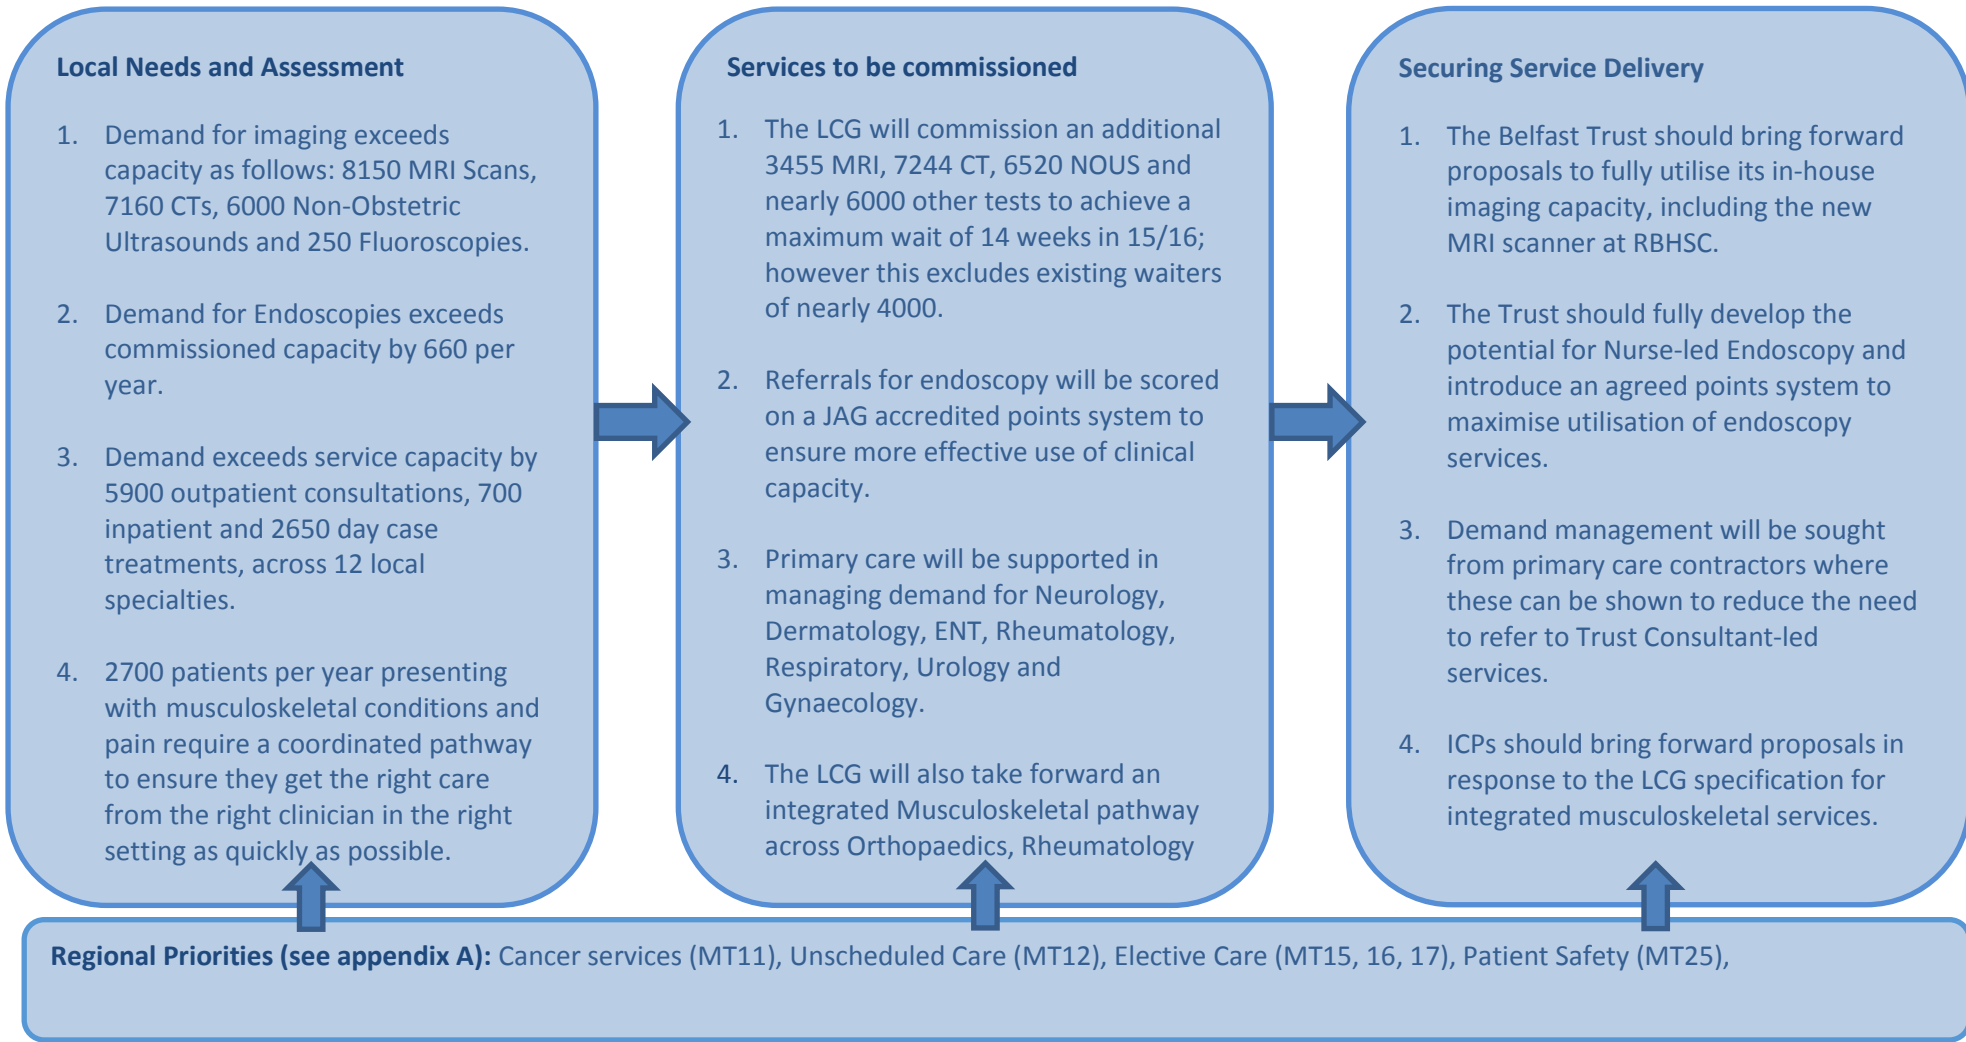 Local Needs and Assessment
1. Demand for imaging exceeds
capacity as follows: 8150 MRI Scans,
7160 CTs, 6000 Non-Obstetric
Ultrasounds and 250 Fluoroscopies.
2. Demand for Endoscopies exceeds
commissioned capacity by 660 per
year.
3. Demand exceeds service capacity by
5900 outpatient consultations, 700
inpatient and 2650 day case
treatments, across 12 local
specialties.
4. 2700 patients per year presenting
with musculoskeletal conditions and
pain require a coordinated pathway
to ensure they get the right care
from the right clinician in the right
setting as quickly as possible.
Services to be commissioned
1. The LCG will commission an additional
3455 MRI, 7244 CT, 6520 NOUS and
nearly 6000 other tests to achieve a
maximum wait of 14 weeks in 15/16;
however this excludes existing waiters
of nearly 4000.
2. Referrals for endoscopy will be scored
on a JAG accredited points system to
ensure more effective use of clinical
capacity.
3. Primary care will be supported in
managing demand for Neurology,
Dermatology, ENT, Rheumatology,
Respiratory, Urology and
Gynaecology.
4. The LCG will also take forward an
integrated Musculoskeletal pathway
across Orthopaedics, Rheumatology
Securing Service Delivery
1. The Belfast Trust should bring forward
proposals to fully utilise its in-house
imaging capacity, including the new
MRI scanner at RBHSC.
2. The Trust should fully develop the
potential for Nurse-led Endoscopy and
introduce an agreed points system to
maximise utilisation of endoscopy
services.
3. Demand management will be sought
from primary care contractors where
these can be shown to reduce the need
to refer to Trust Consultant-led
services.
4. ICPs should bring forward proposals in
response to the LCG specification for
integrated musculoskeletal services.
Regional Priorities (see appendix A): Cancer services (MT11), Unscheduled Care (MT12), Elective Care (MT15, 16, 17), Patient Safety (MT25),